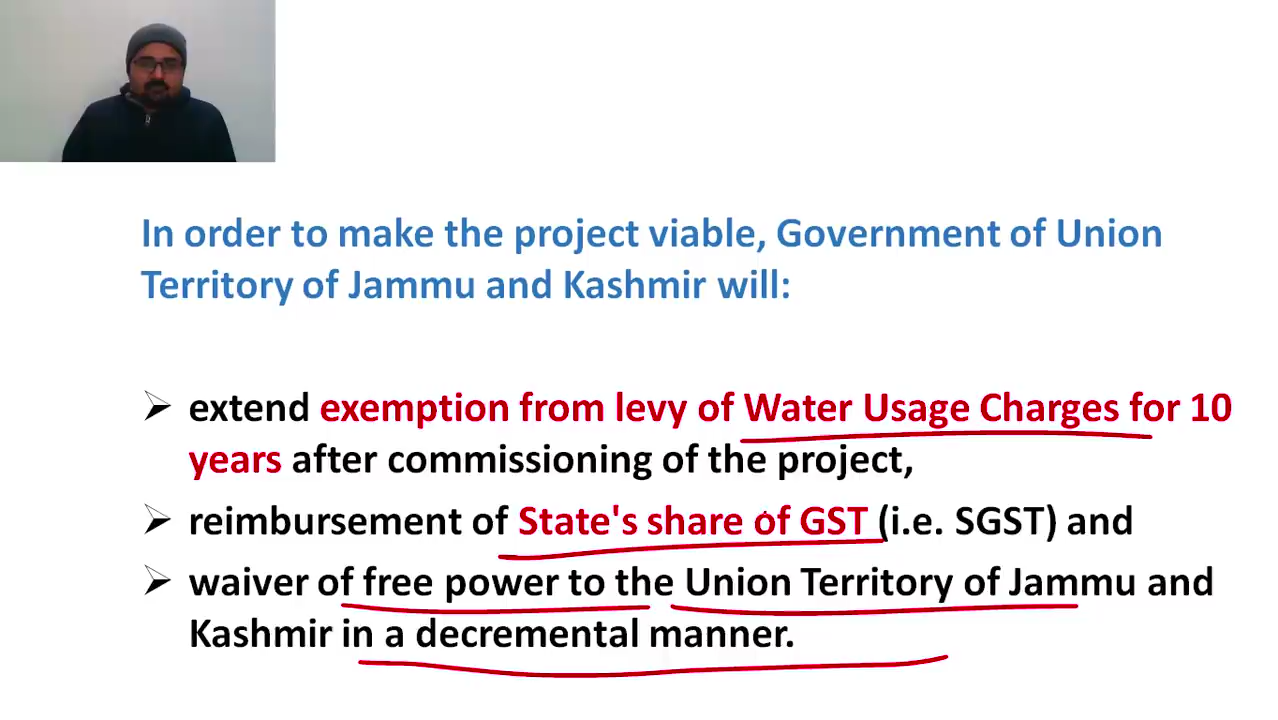 In order to make the project viable, Government of Union
Territory of Jammu and Kashmir will:
➢ extend exemption from levy of Water Usage Charges for 10
years after commissioning of the project,
➢ reimbursement of State's share of GST (i.e. SGST) and
➢ waiver of free power to the Union Territory of Jammu and
Kashmir in a decremental manner.